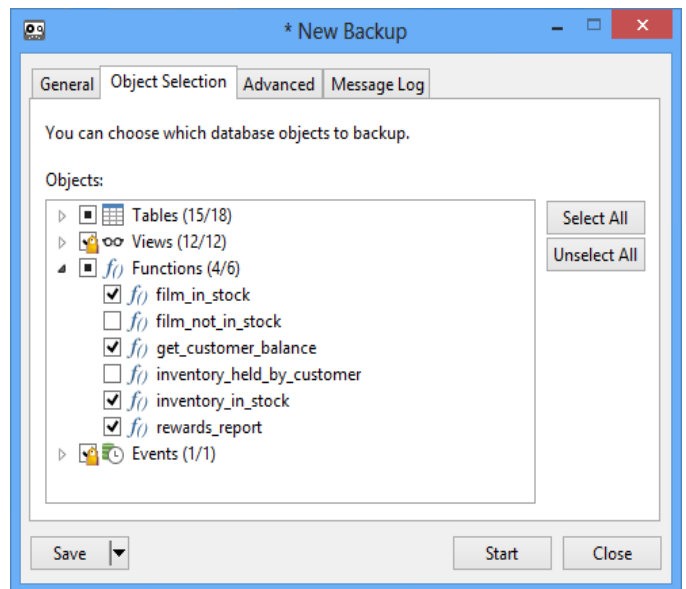 * New Backup
General Object Selection Advanced Message Log
You can choose which database objects to backup.
Objects:
Tables (15/18)
Select All
Views (12/12)
Unselect All
f() Functions (4/6)
f() film_in_stock
f() film_not_in_stock
f() get_customer_balance
f() inventory_held_by_customer
f() inventory_in_stock
f() rewards_report
Events (1/1)
Save Start Close